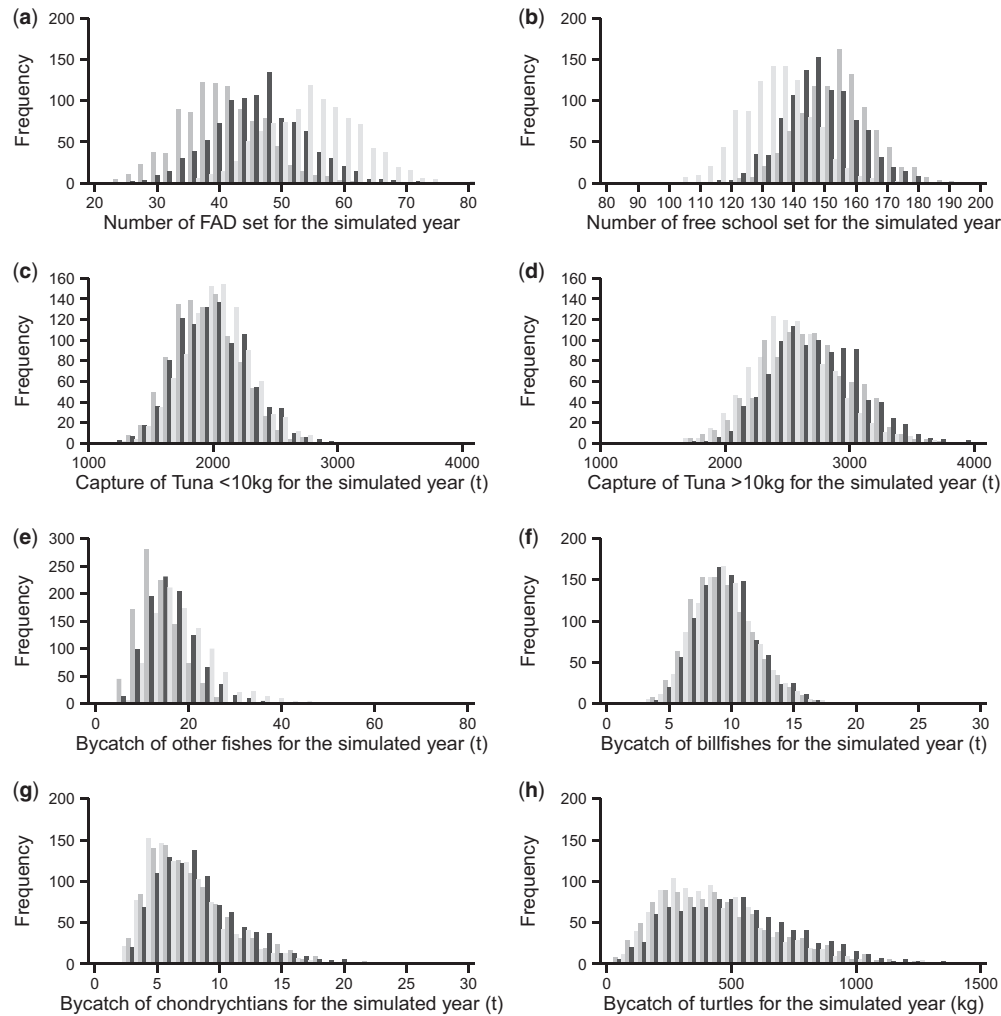 (a)
200
150
100
50
0
Frequency
20 30 40 50 60 70 80
Number of FAD set for the simulated year
(b)
200
150
100
50
0
Frequency
80 90 100 110 120 130 140 150 160 170 180 190 200
Number of free school set for the simulated year
(c)
160
140
120
100
80
60
40
20
0
Frequency
1000 2000 3000 4000
Capture of Tuna <10kg for the simulated year (t)
(d)
160
140
120
100
80
60
40
20
0
Frequency
1000 2000 3000 4000
Capture of Tuna >10kg for the simulated year (t)
(e)
300
250
200
150
100
50
0
Frequency
0 20 40 60 80
Bycatch of other fishes for the simulated year (t)
(f)
200
150
100
50
0
Frequency
0 5 10 15 20 25 30
Bycatch of billfishes for the simulated year (t)
(g)
200
150
100
50
0
Frequency
0 5 10 15 20 25 30
Bycatch of chondrychtians for the simulated year (t)
(h)
200
150
100
50
0
Frequency
0 500 1000 1500
Bycatch of turtles for the simulated year (kg)